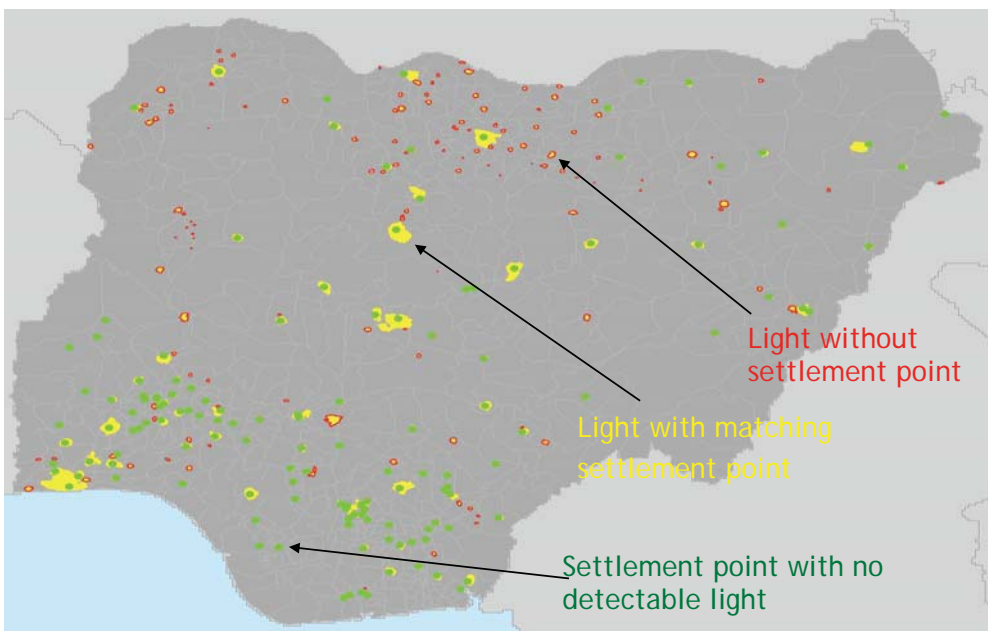 Light without
settlement point
Light with matching
settlement point
Settlement point with no
detectable light